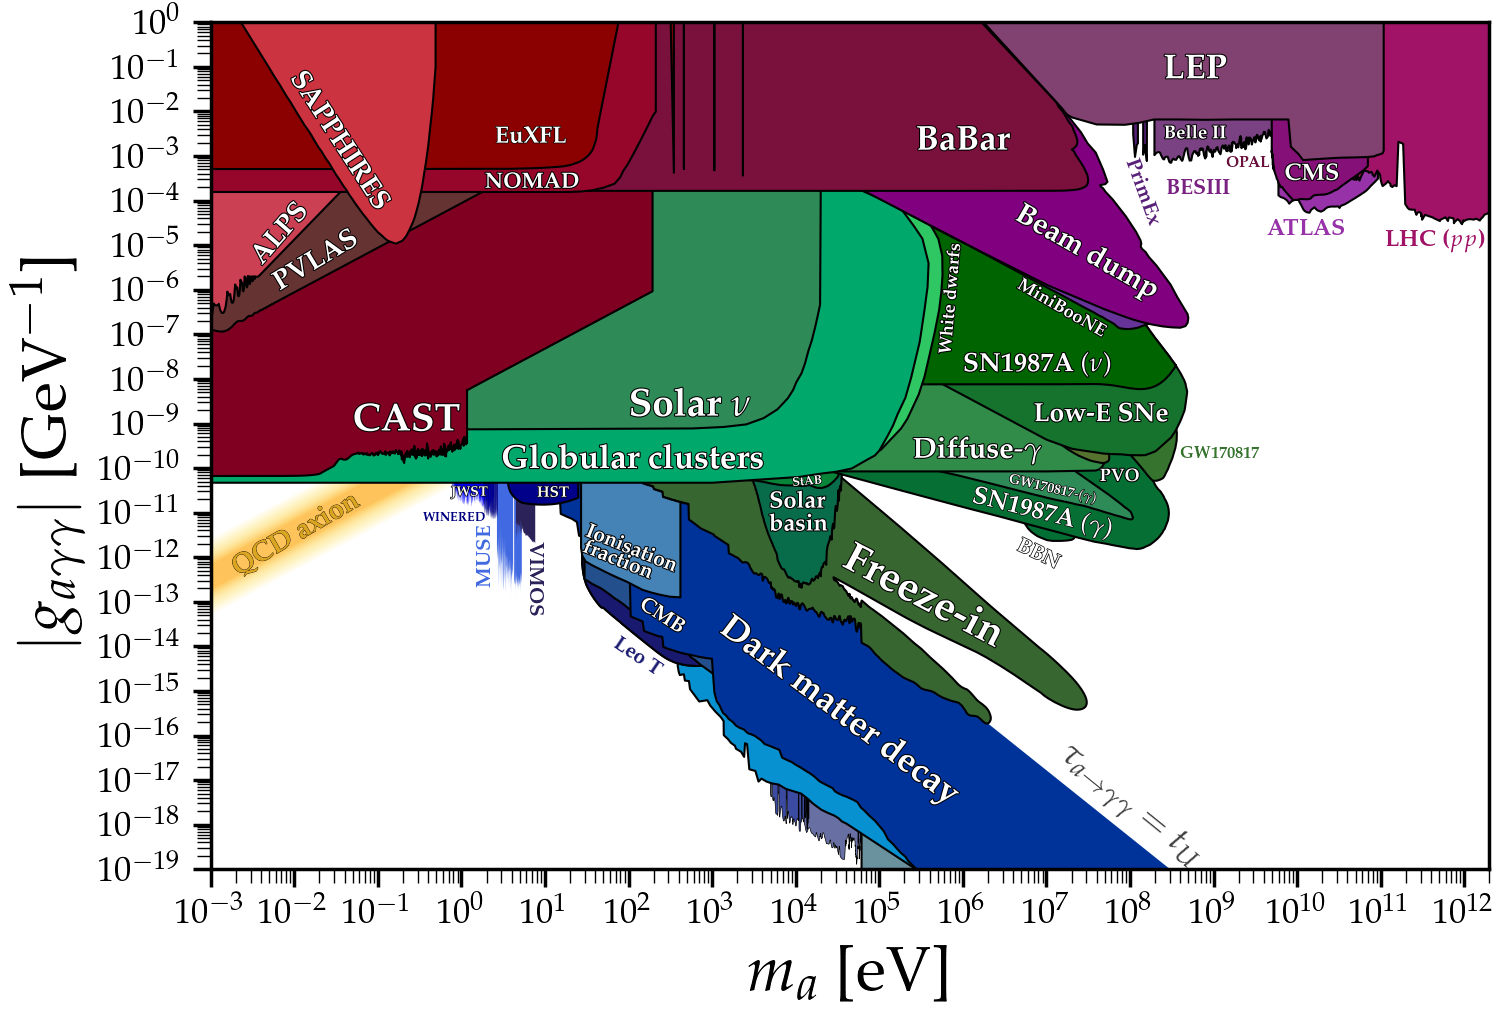 |g_{aγγ}| [GeV^{−1}]
10^0
10^{−1}
10^{−2}
10^{−3}
10^{−4}
10^{−5}
10^{−6}
10^{−7}
10^{−8}
10^{−9}
10^{−10}
10^{−11}
10^{−12}
10^{−13}
10^{−14}
10^{−15}
10^{−16}
10^{−17}
10^{−18}
10^{−19}
SAPPHIRES
EuXFL
NOMAD
BaBar
LEP
Belle II
OPAL
CMS
PrimEx
BESIII
ATLAS
LHC (pp)
ALPS
PVLAS
Beam dump
MiniBooNE
White dwarfs
SN1987A (ν)
CAST
Solar ν
Low-E SNe
Globular clusters
Diffuse-γ
GW170817
PVO
StAB
Solar
basin
GW170817-(γ)
SN1987A (γ)
BBN
QCD axion
JWST
HST
WINERED
MUSE
VIMOS
Ionisation
fraction
Freeze-in
CMB
Leo T
Dark matter decay
τ_{a→γγ} = t_U
10^{−3}
10^{−2}
10^{−1}
10^0
10^1
10^2
10^3
10^4
10^5
10^6
10^7
10^8
10^9
10^{10}
10^{11}
10^{12}
m_a [eV]